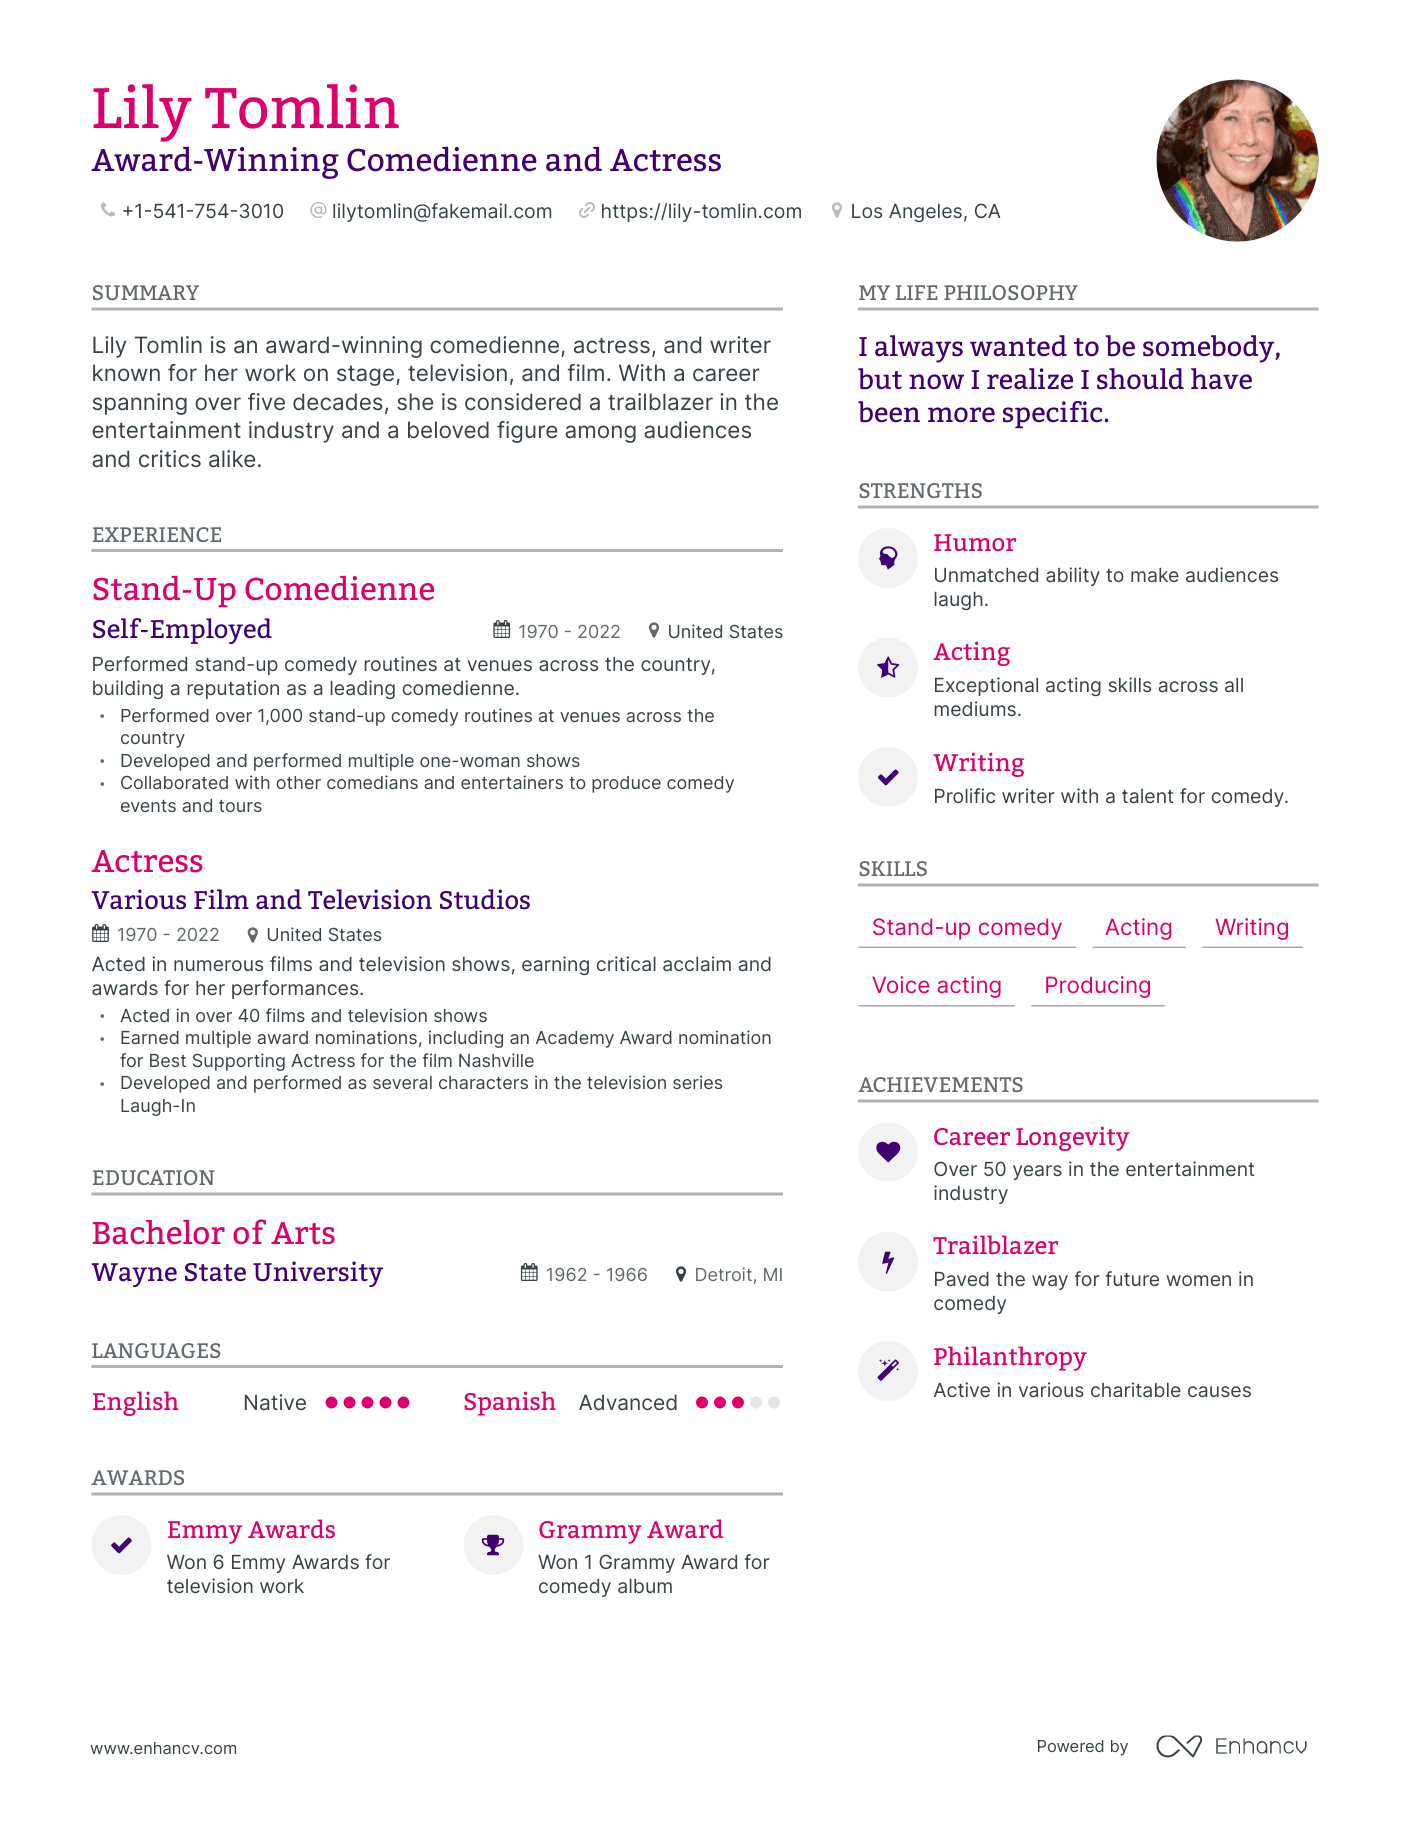 Lily Tomlin
Award-Winning Comedienne and Actress
+1-541-754-3010 @ lilytomlin@fakemail.com https://lily-tomlin.com Los Angeles, CA
SUMMARY
Lily Tomlin is an award-winning comedienne, actress, and writer
known for her work on stage, television, and film. With a career
spanning over five decades, she is considered a trailblazer in the
entertainment industry and a beloved figure among audiences
and critics alike.
EXPERIENCE
Stand-Up Comedienne
Self-Employed 1970 - 2022 United States
Performed stand-up comedy routines at venues across the country,
building a reputation as a leading comedienne.
• Performed over 1,000 stand-up comedy routines at venues across the
country
• Developed and performed multiple one-woman shows
• Collaborated with other comedians and entertainers to produce comedy
events and tours
Actress
Various Film and Television Studios
1970 - 2022 United States
Acted in numerous films and television shows, earning critical acclaim and
awards for her performances.
• Acted in over 40 films and television shows
• Earned multiple award nominations, including an Academy Award nomination
for Best Supporting Actress for the film Nashville
• Developed and performed as several characters in the television series
Laugh-In
EDUCATION
Bachelor of Arts
Wayne State University 1962 - 1966 Detroit, MI
LANGUAGES
English Native Spanish Advanced
AWARDS
Emmy Awards
Won 6 Emmy Awards for
television work
Grammy Award
Won 1 Grammy Award for
comedy album
MY LIFE PHILOSOPHY
I always wanted to be somebody,
but now I realize I should have
been more specific.
STRENGTHS
Humor
Unmatched ability to make audiences
laugh.
Acting
Exceptional acting skills across all
mediums.
Writing
Prolific writer with a talent for comedy.
SKILLS
Stand-up comedy Acting Writing
Voice acting Producing
ACHIEVEMENTS
Career Longevity
Over 50 years in the entertainment
industry
Trailblazer
Paved the way for future women in
comedy
Philanthropy
Active in various charitable causes
www.enhancv.com
Powered by Enhancv